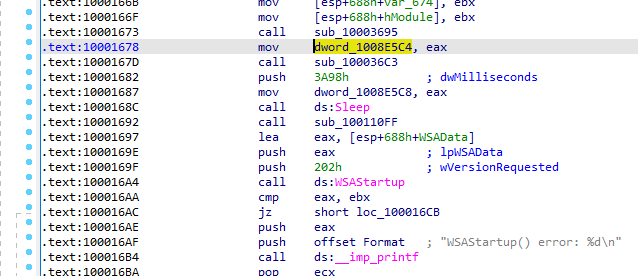 .text:1000166B mov [esp+688h+var_674], ebx
.text:1000166F mov [esp+688h+hModule], ebx
.text:10001673 call sub_10003695
.text:10001678 mov dword_1008E5C4, eax
.text:1000167D call sub_100036C3
.text:10001682 push 3A98h ; dwMilliseconds
.text:10001687 mov dword_1008E5C8, eax
.text:1000168C call ds:Sleep
.text:10001692 call sub_100110FF
.text:10001697 lea eax, [esp+688h+WSAData]
.text:1000169E push eax ; lpWSAData
.text:1000169F push 202h ; wVersionRequested
.text:100016A4 call ds:WSAStartup
.text:100016AA cmp eax, ebx
.text:100016AC jz short loc_100016CB
.text:100016AE push eax
.text:100016AF push offset Format ; "WSAStartup() error: %d\n"
.text:100016B4 call ds:__imp_printf
.text:100016BA pop ecx